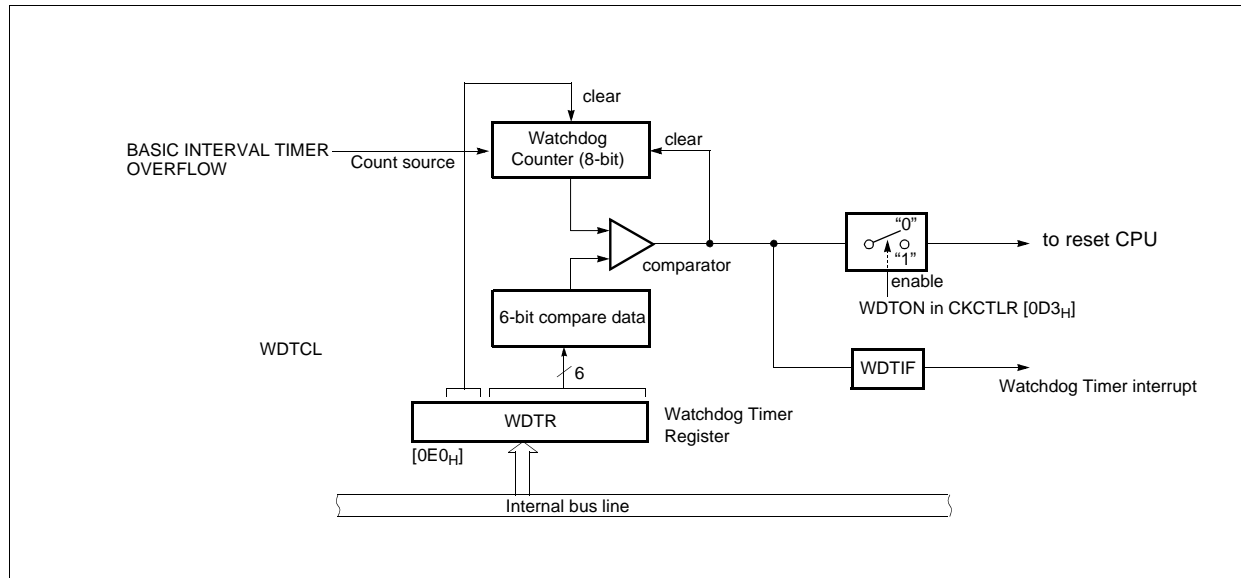 clear
Watchdog
Counter (8-bit)
clear
BASIC INTERVAL TIMER
OVERFLOW
Count source
comparator
“0”
“1”
enable
to reset CPU
WDTON in CKCTLR [0D3H]
6-bit compare data
WDTCL
6
WDTIF
Watchdog Timer interrupt
WDTR
Watchdog Timer
Register
[0E0H]
Internal bus line